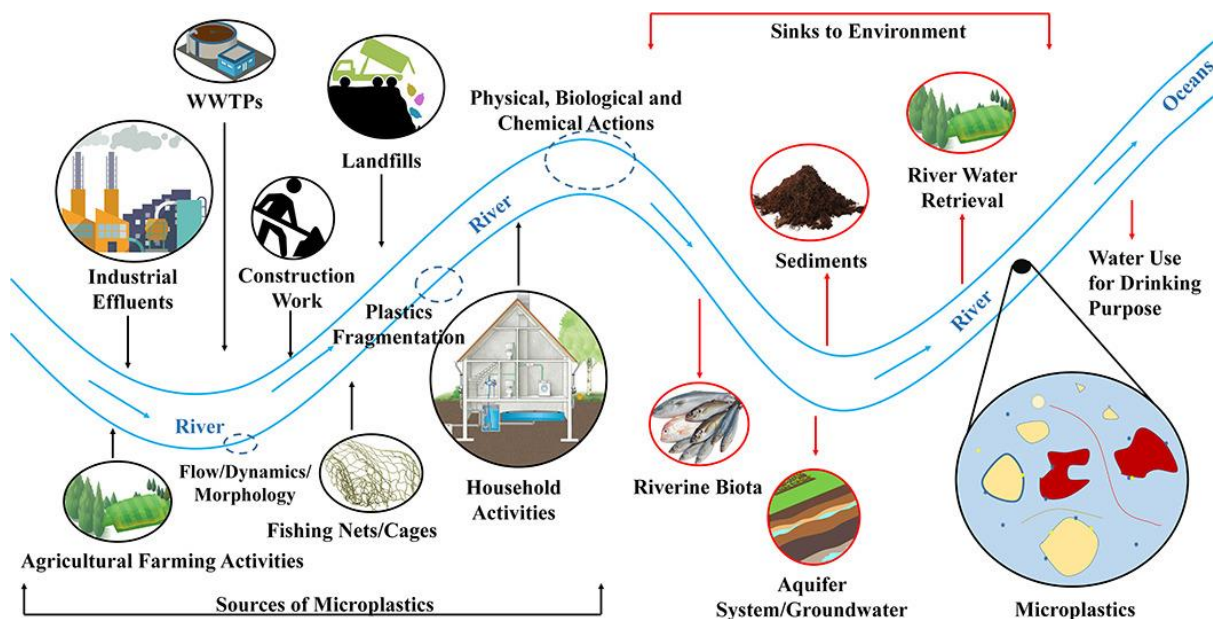 Sinks to Environment
WWTPs
Landfills
Physical, Biological and
Chemical Actions
Oceans
Industrial
Effluents
Construction
Work
River
Plastics
Fragmentation
Sediments
River Water
Retrieval
River
Water Use
for Drinking
Purpose
River
Flow/Dynamics/
Morphology
Agricultural Farming Activities
Fishing Nets/Cages
Household
Activities
Riverine Biota
Aquifer
System/Groundwater
Microplastics
Sources of Microplastics